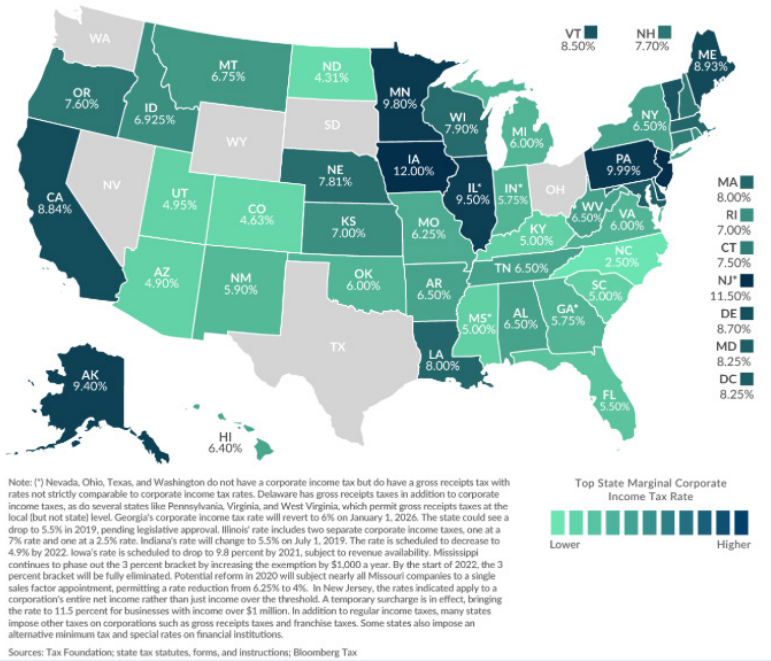 WA
VT
8.50%
NH
7.70%
ME
8.93%
MT
6.75%
ND
4.31%
MN
9.80%
OR
7.60%
ID
6.925%
WY
SD
WI
7.90%
MI
6.00%
NY
6.50%
NV
UT
4.95%
CO
4.63%
NE
7.81%
IA
12.00%
IL*
9.50%
IN*
5.75%
OH
PA
9.99%
CA
8.84%
KS
7.00%
MO
6.25%
KY
5.00%
WV
6.50%
VA
6.00%
MA
8.00%
RI
7.00%
CT
7.50%
NJ*
11.50%
DE
8.70%
MD
8.25%
DC
8.25%
AZ
4.90%
NM
5.90%
OK
6.00%
AR
6.50%
TN 6.50%
NC
2.50%
SC
5.00%
TX
LA
8.00%
MS*
5.00%
AL
6.50%
GA*
5.75%
FL
5.50%
AK
9.40%
HI
6.40%
Note: (*) Nevada, Ohio, Texas, and Washington do not have a corporate income tax but do have a gross receipts tax with
rates not strictly comparable to corporate income tax rates. Delaware has gross receipts taxes in addition to corporate
income taxes, as do several states like Pennsylvania, Virginia, and West Virginia, which permit gross receipts taxes at the
local (but not state) level. Georgia's corporate income tax rate will revert to 6% on January 1, 2026. The state could see a
drop to 5.5% in 2019, pending legislative approval. Illinois' rate includes two separate corporate income taxes, one at a
7% rate and one at a 2.5% rate. Indiana's rate will change to 5.5% on July 1, 2019. The rate is scheduled to decrease to
4.9% by 2022. Iowa's rate is scheduled to drop to 9.8 percent by 2021, subject to revenue availability. Mississippi
continues to phase out the 3 percent bracket by increasing the exemption by $1,000 a year. By the start of 2022, the 3
percent bracket will be fully eliminated. Potential reform in 2020 will subject nearly all Missouri companies to a single
sales factor appointment, permitting a rate reduction from 6.25% to 4%. In New Jersey, the rates indicated apply to a
corporation's entire net income rather than just income over the threshold. A temporary surcharge is in effect, bringing
the rate to 11.5 percent for businesses with income over $1 million. In addition to regular income taxes, many states
impose other taxes on corporations such as gross receipts taxes and franchise taxes. Some states also impose an
alternative minimum tax and special rates on financial institutions.
Sources: Tax Foundation; state tax statutes, forms, and instructions; Bloomberg Tax
Top State Marginal Corporate
Income Tax Rate
Lower
Higher